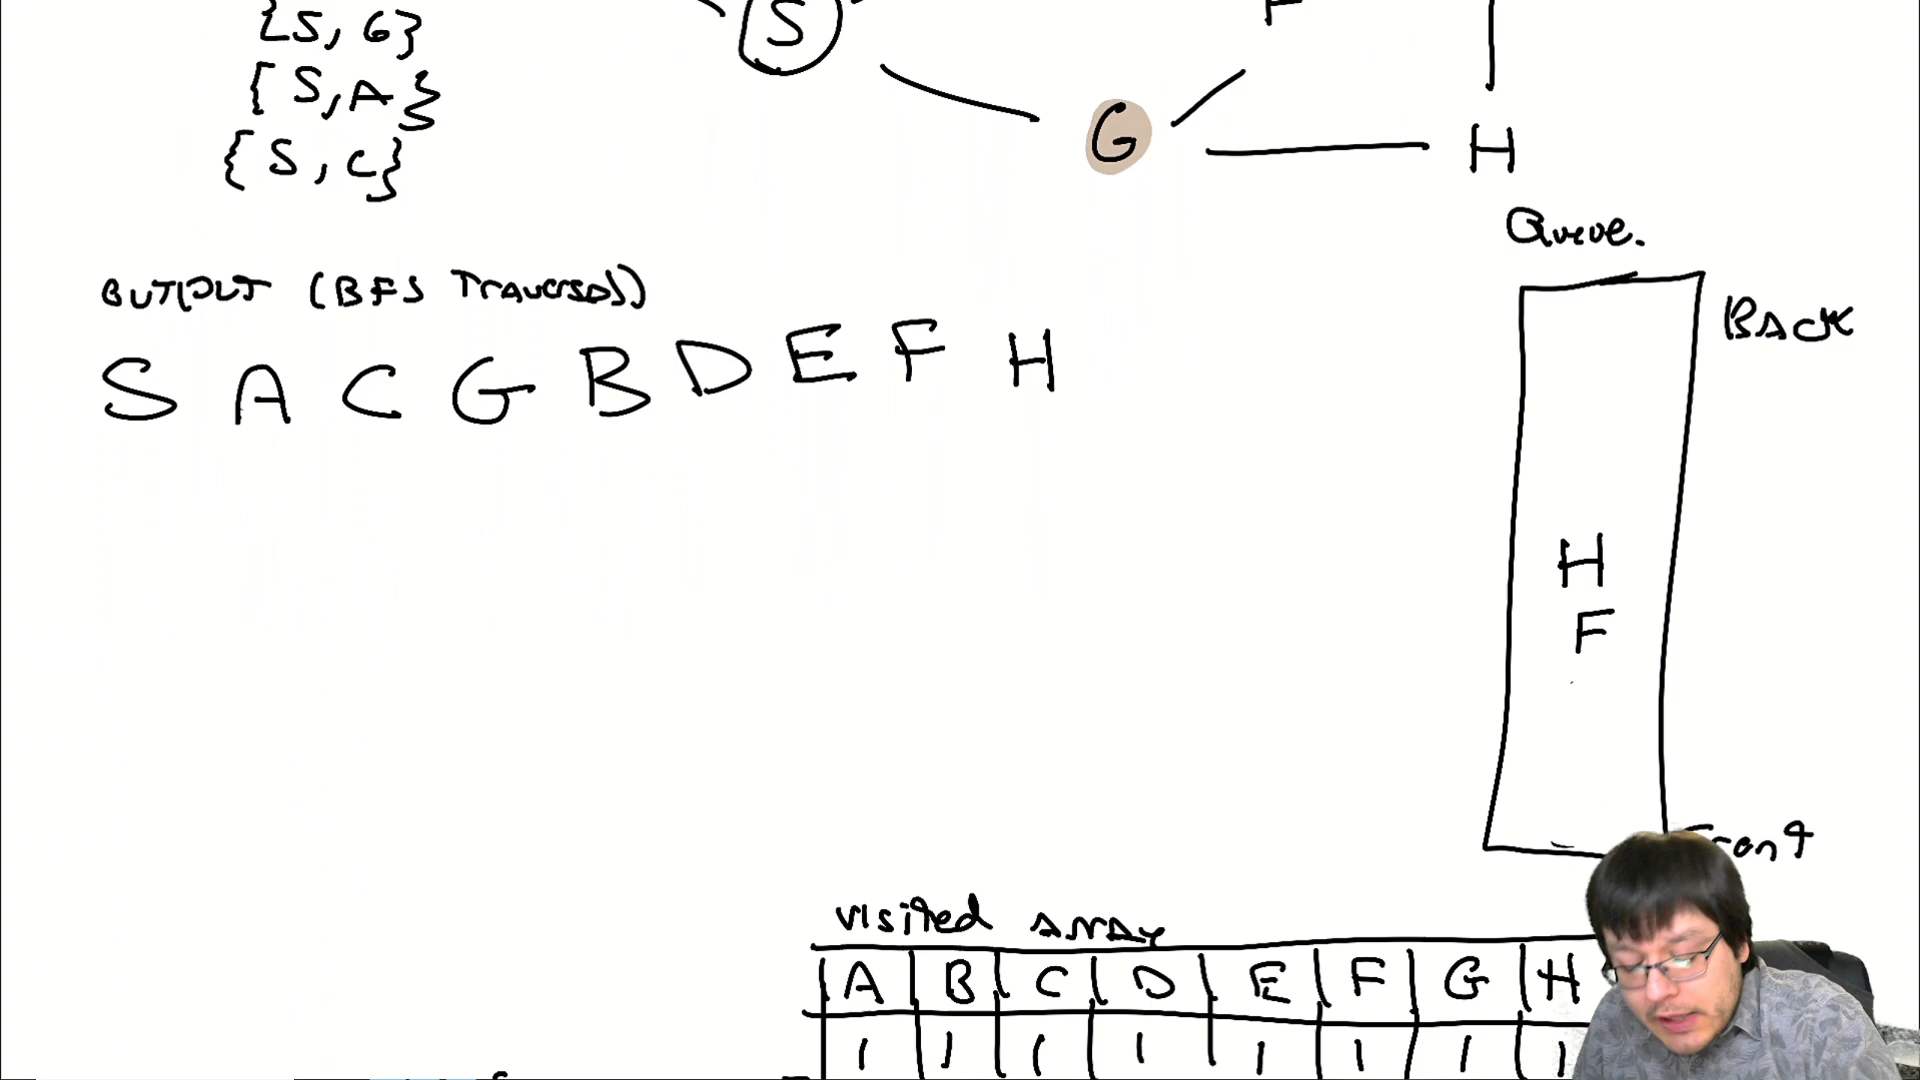 {S, G}
{S, A}
{S, C}
S
F
G
H
Queue.
Back
OUTPUT (BFS Traversal)
S A C G B D E F H
H
F
Front
visited array
A B C D E F G H
1 1 1 1 1 1 1 1